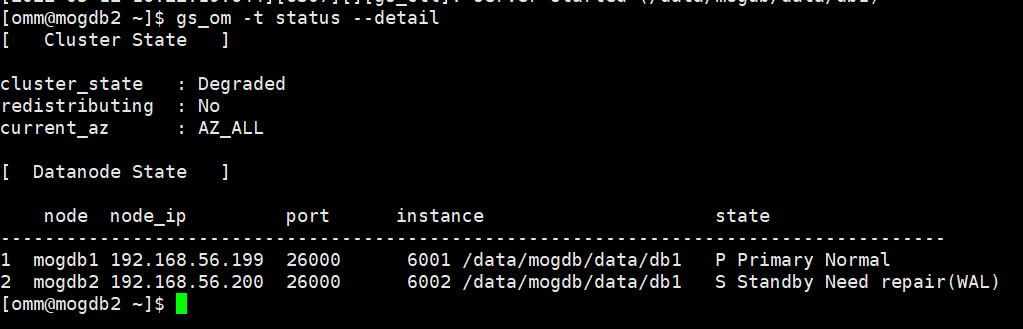 [omm@mogdb2 ~]$ gs_om -t status --detail
[   Cluster State   ]
cluster_state   : Degraded
redistributing  : No
current_az      : AZ_ALL
[  Datanode State   ]
    node  node_ip         port      instance                     state
--------------------------------------------------------------------------------------
1  mogdb1 192.168.56.199  26000      6001 /data/mogdb/data/db1   P Primary Normal
2  mogdb2 192.168.56.200  26000      6002 /data/mogdb/data/db1   S Standby Need repair(WAL)
[omm@mogdb2 ~]$